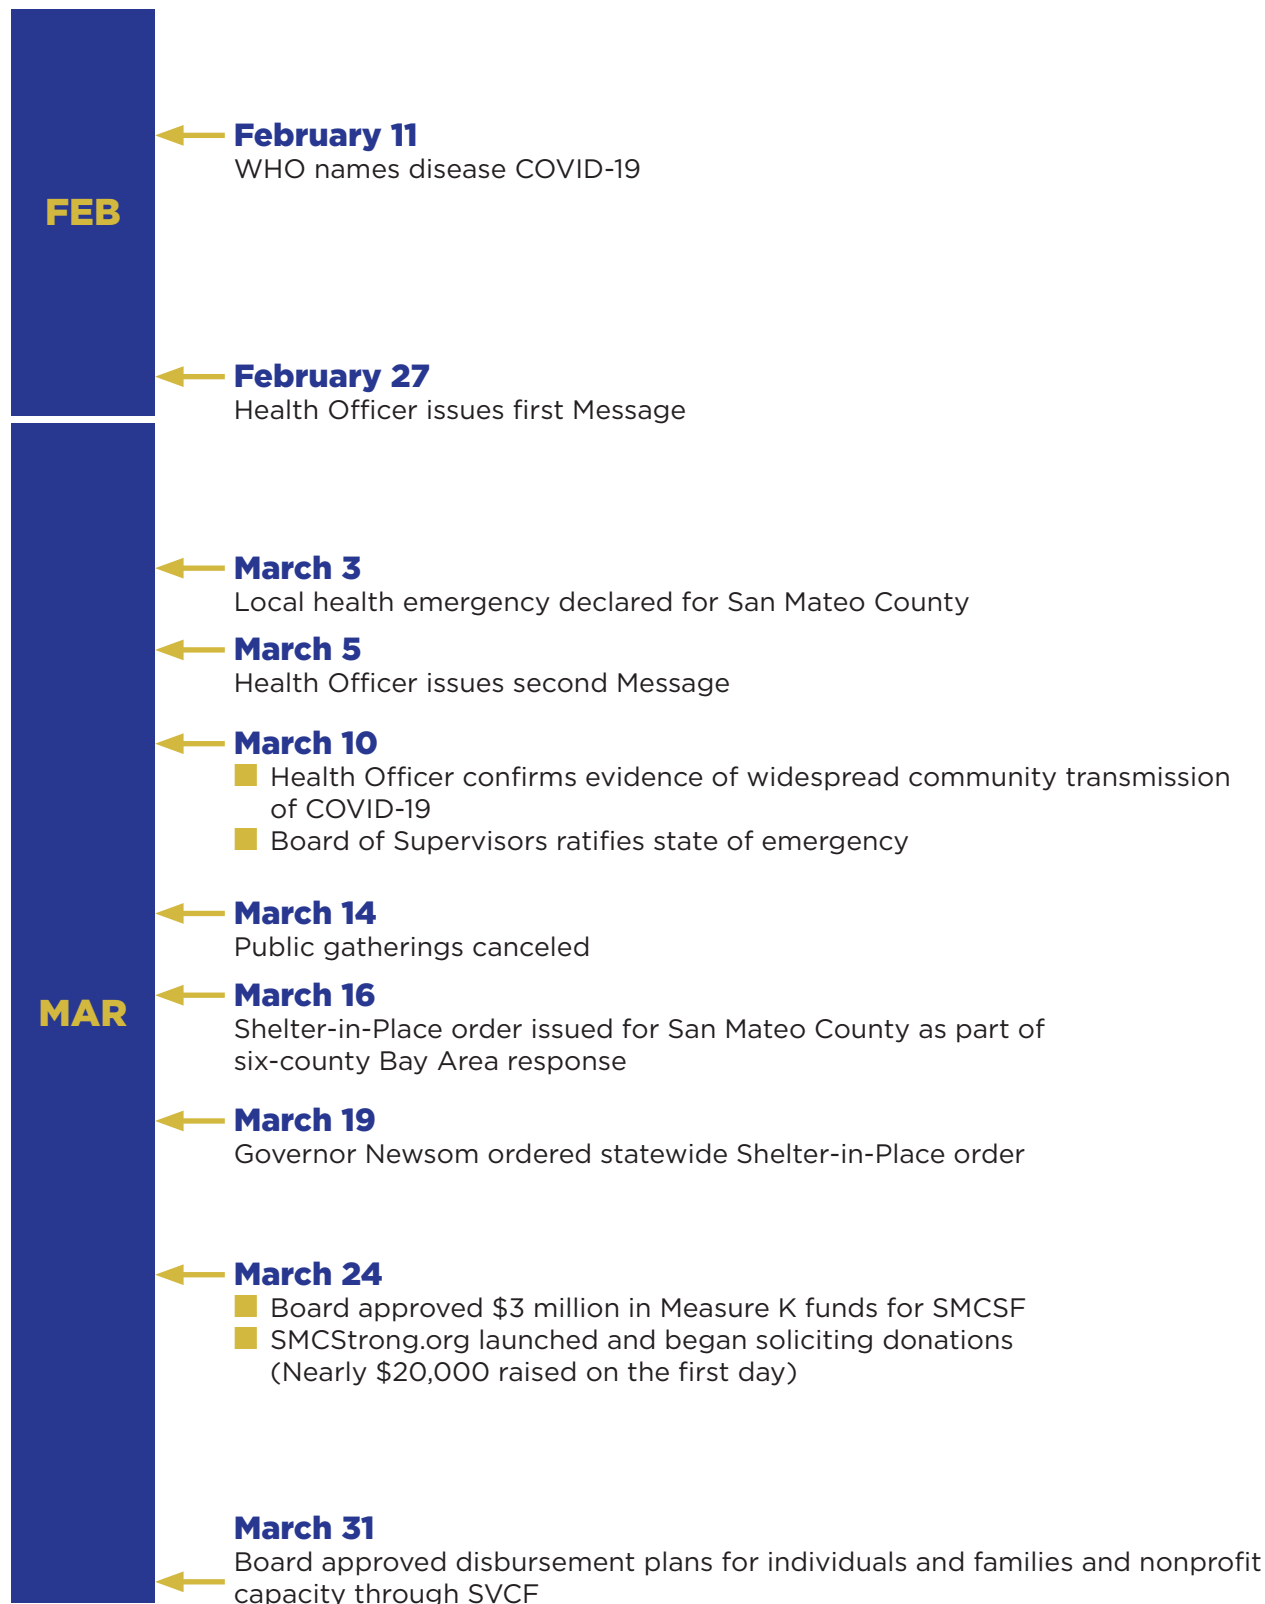 FEB
February 11
WHO names disease COVID-19
February 27
Health Officer issues first Message
MAR
March 3
Local health emergency declared for San Mateo County
March 5
Health Officer issues second Message
March 10
Health Officer confirms evidence of widespread community transmission
of COVID-19
Board of Supervisors ratifies state of emergency
March 14
Public gatherings canceled
March 16
Shelter-in-Place order issued for San Mateo County as part of
six-county Bay Area response
March 19
Governor Newsom ordered statewide Shelter-in-Place order
March 24
Board approved $3 million in Measure K funds for SMCSF
SMCStrong.org launched and began soliciting donations
(Nearly $20,000 raised on the first day)
March 31
Board approved disbursement plans for individuals and families and nonprofit
capacity through SVCF